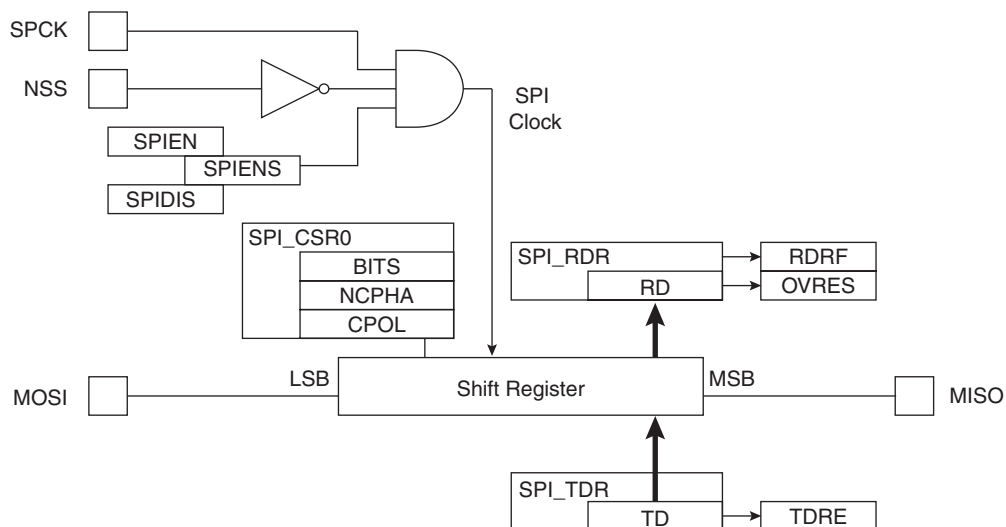 SPCK
NSS
SPI
Clock
SPIEN
SPIENS
SPIDIS
SPI_CSR0
BITS
NCPHA
CPOL
SPI_RDR
RD
RDRF
OVRES
MOSI
LSB
Shift Register
MSB
MISO
SPI_TDR
TD
TDRE